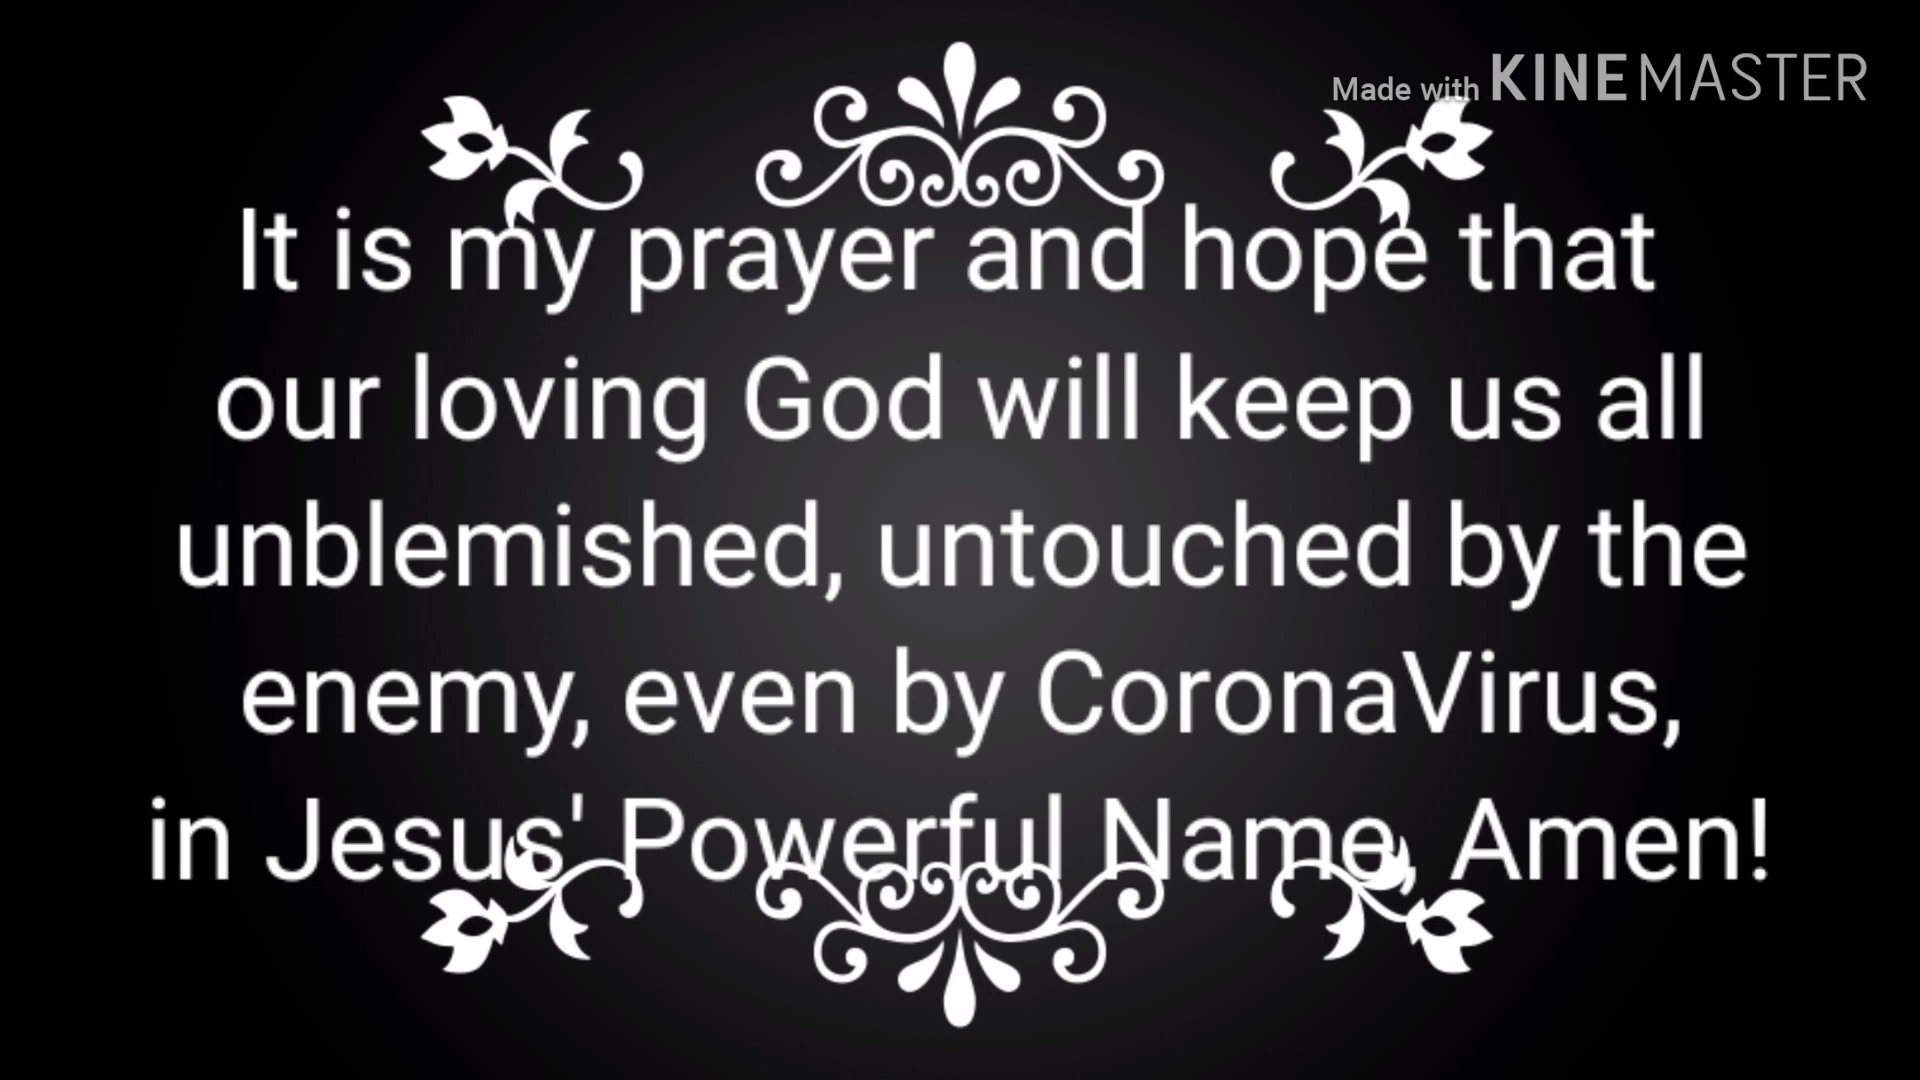 Made with KINEMASTER
It is my prayer and hope that
our loving God will keep us all
unblemished, untouched by the
enemy, even by CoronaVirus,
in Jesus' Powerful Name, Amen!